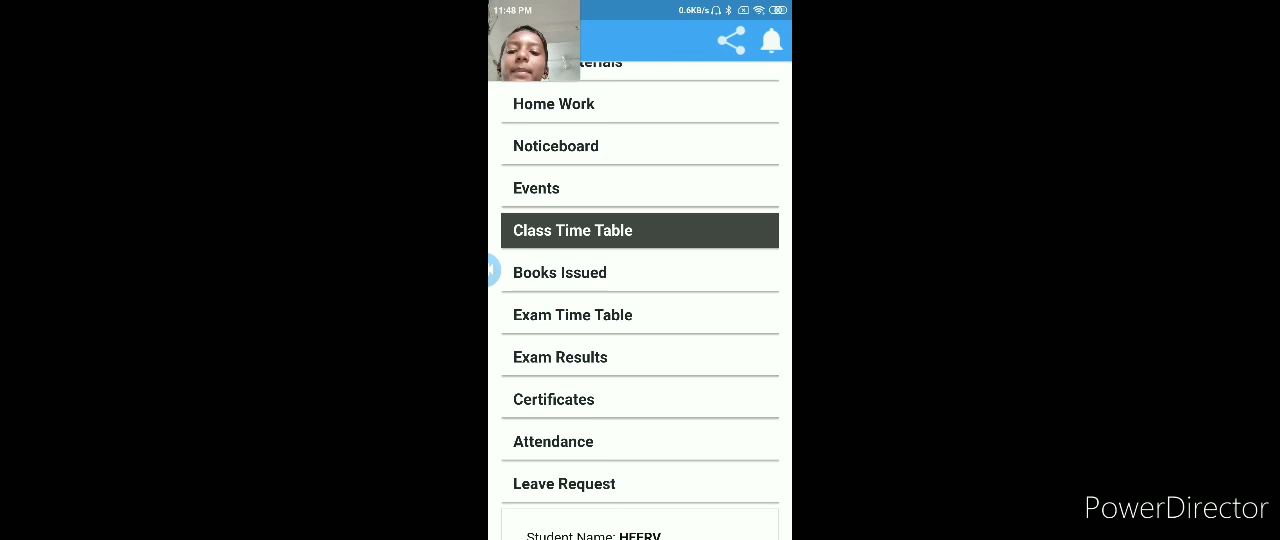 11:48 PM
0.6KB/s
Home Work
Noticeboard
Events
Class Time Table
Books Issued
Exam Time Table
Exam Results
Certificates
Attendance
Leave Request
Student Name:
PowerDirector